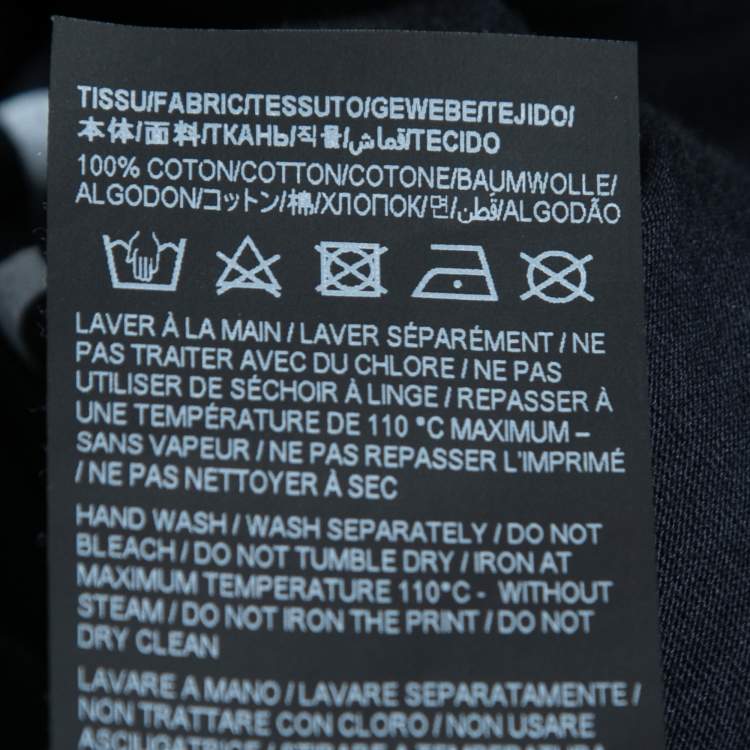 TISSU/FABRIC/TESSUTO/GEWEBE/TEJIDO/
本体/面料/ТКАНЬ/직물/قماش/TECIDO
100% COTON/COTTON/COTONE/BAUMWOLLE/
ALGODON/コットン/棉/ХЛОПОК/면/قطن/ALGODÃO
LAVER À LA MAIN / LAVER SÉPARÉMENT / NE
PAS TRAITER AVEC DU CHLORE / NE PAS
UTILISER DE SÉCHOIR À LINGE / REPASSER À
UNE TEMPÉRATURE DE 110 °C MAXIMUM –
SANS VAPEUR / NE PAS REPASSER L'IMPRIMÉ
/ NE PAS NETTOYER À SEC
HAND WASH / WASH SEPARATELY / DO NOT
BLEACH / DO NOT TUMBLE DRY / IRON AT
MAXIMUM TEMPERATURE 110°C - WITHOUT
STEAM / DO NOT IRON THE PRINT / DO NOT
DRY CLEAN
LAVARE A MANO / LAVARE SEPARATAMENTE /
NON TRATTARE CON CLORO / NON USARE